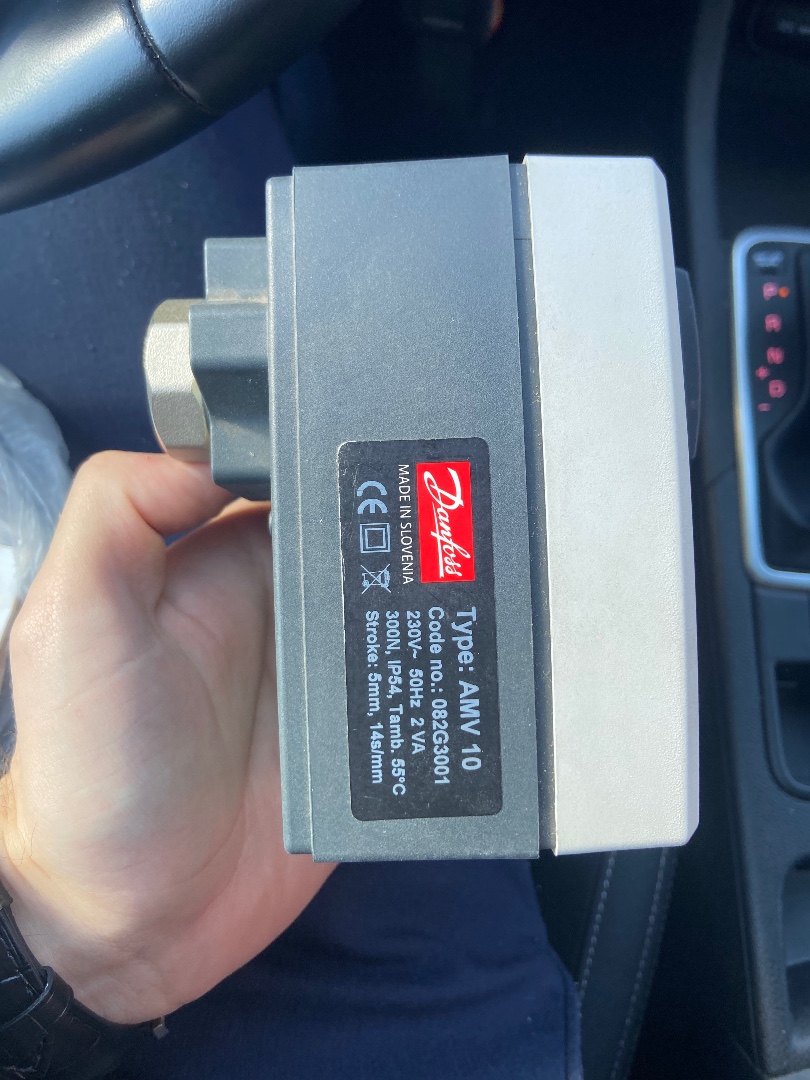 Danfoss
MADE IN SLOVENIA
CE
Type: AMV 10
Code no.: 082G3001
230V~ 50Hz 2 VA
300N, IP54, Tamb. 55°C
Stroke: 5mm, 14s/mm
P
R
N
D
+
-